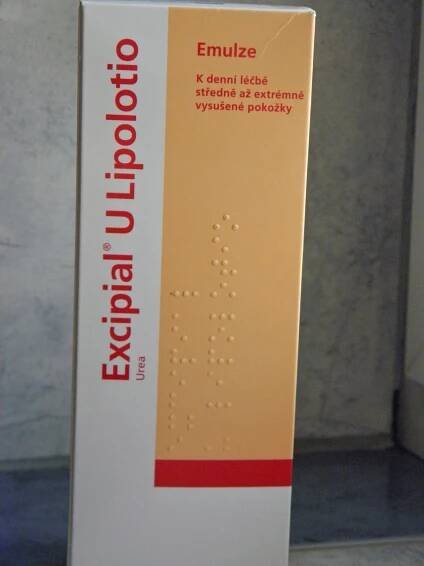 Emulze
K denní léčbě
středně až extrémně
vysušené pokožky
Excipial® U Lipolotio
Urea